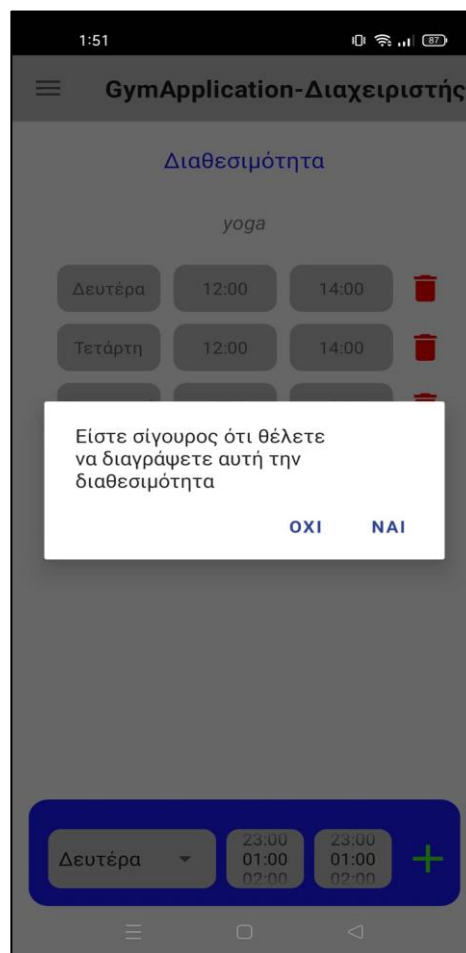 1:51
87
GymApplication-Διαχειριστής
Διαθεσιμότητα
yoga
Δευτέρα 12:00 14:00
Τετάρτη 12:00 14:00
Είστε σίγουρος ότι θέλετε
να διαγράψετε αυτή την
διαθεσιμότητα
ΟΧΙ ΝΑΙ
23:00 23:00
Δευτέρα 01:00 01:00
02:00 02:00